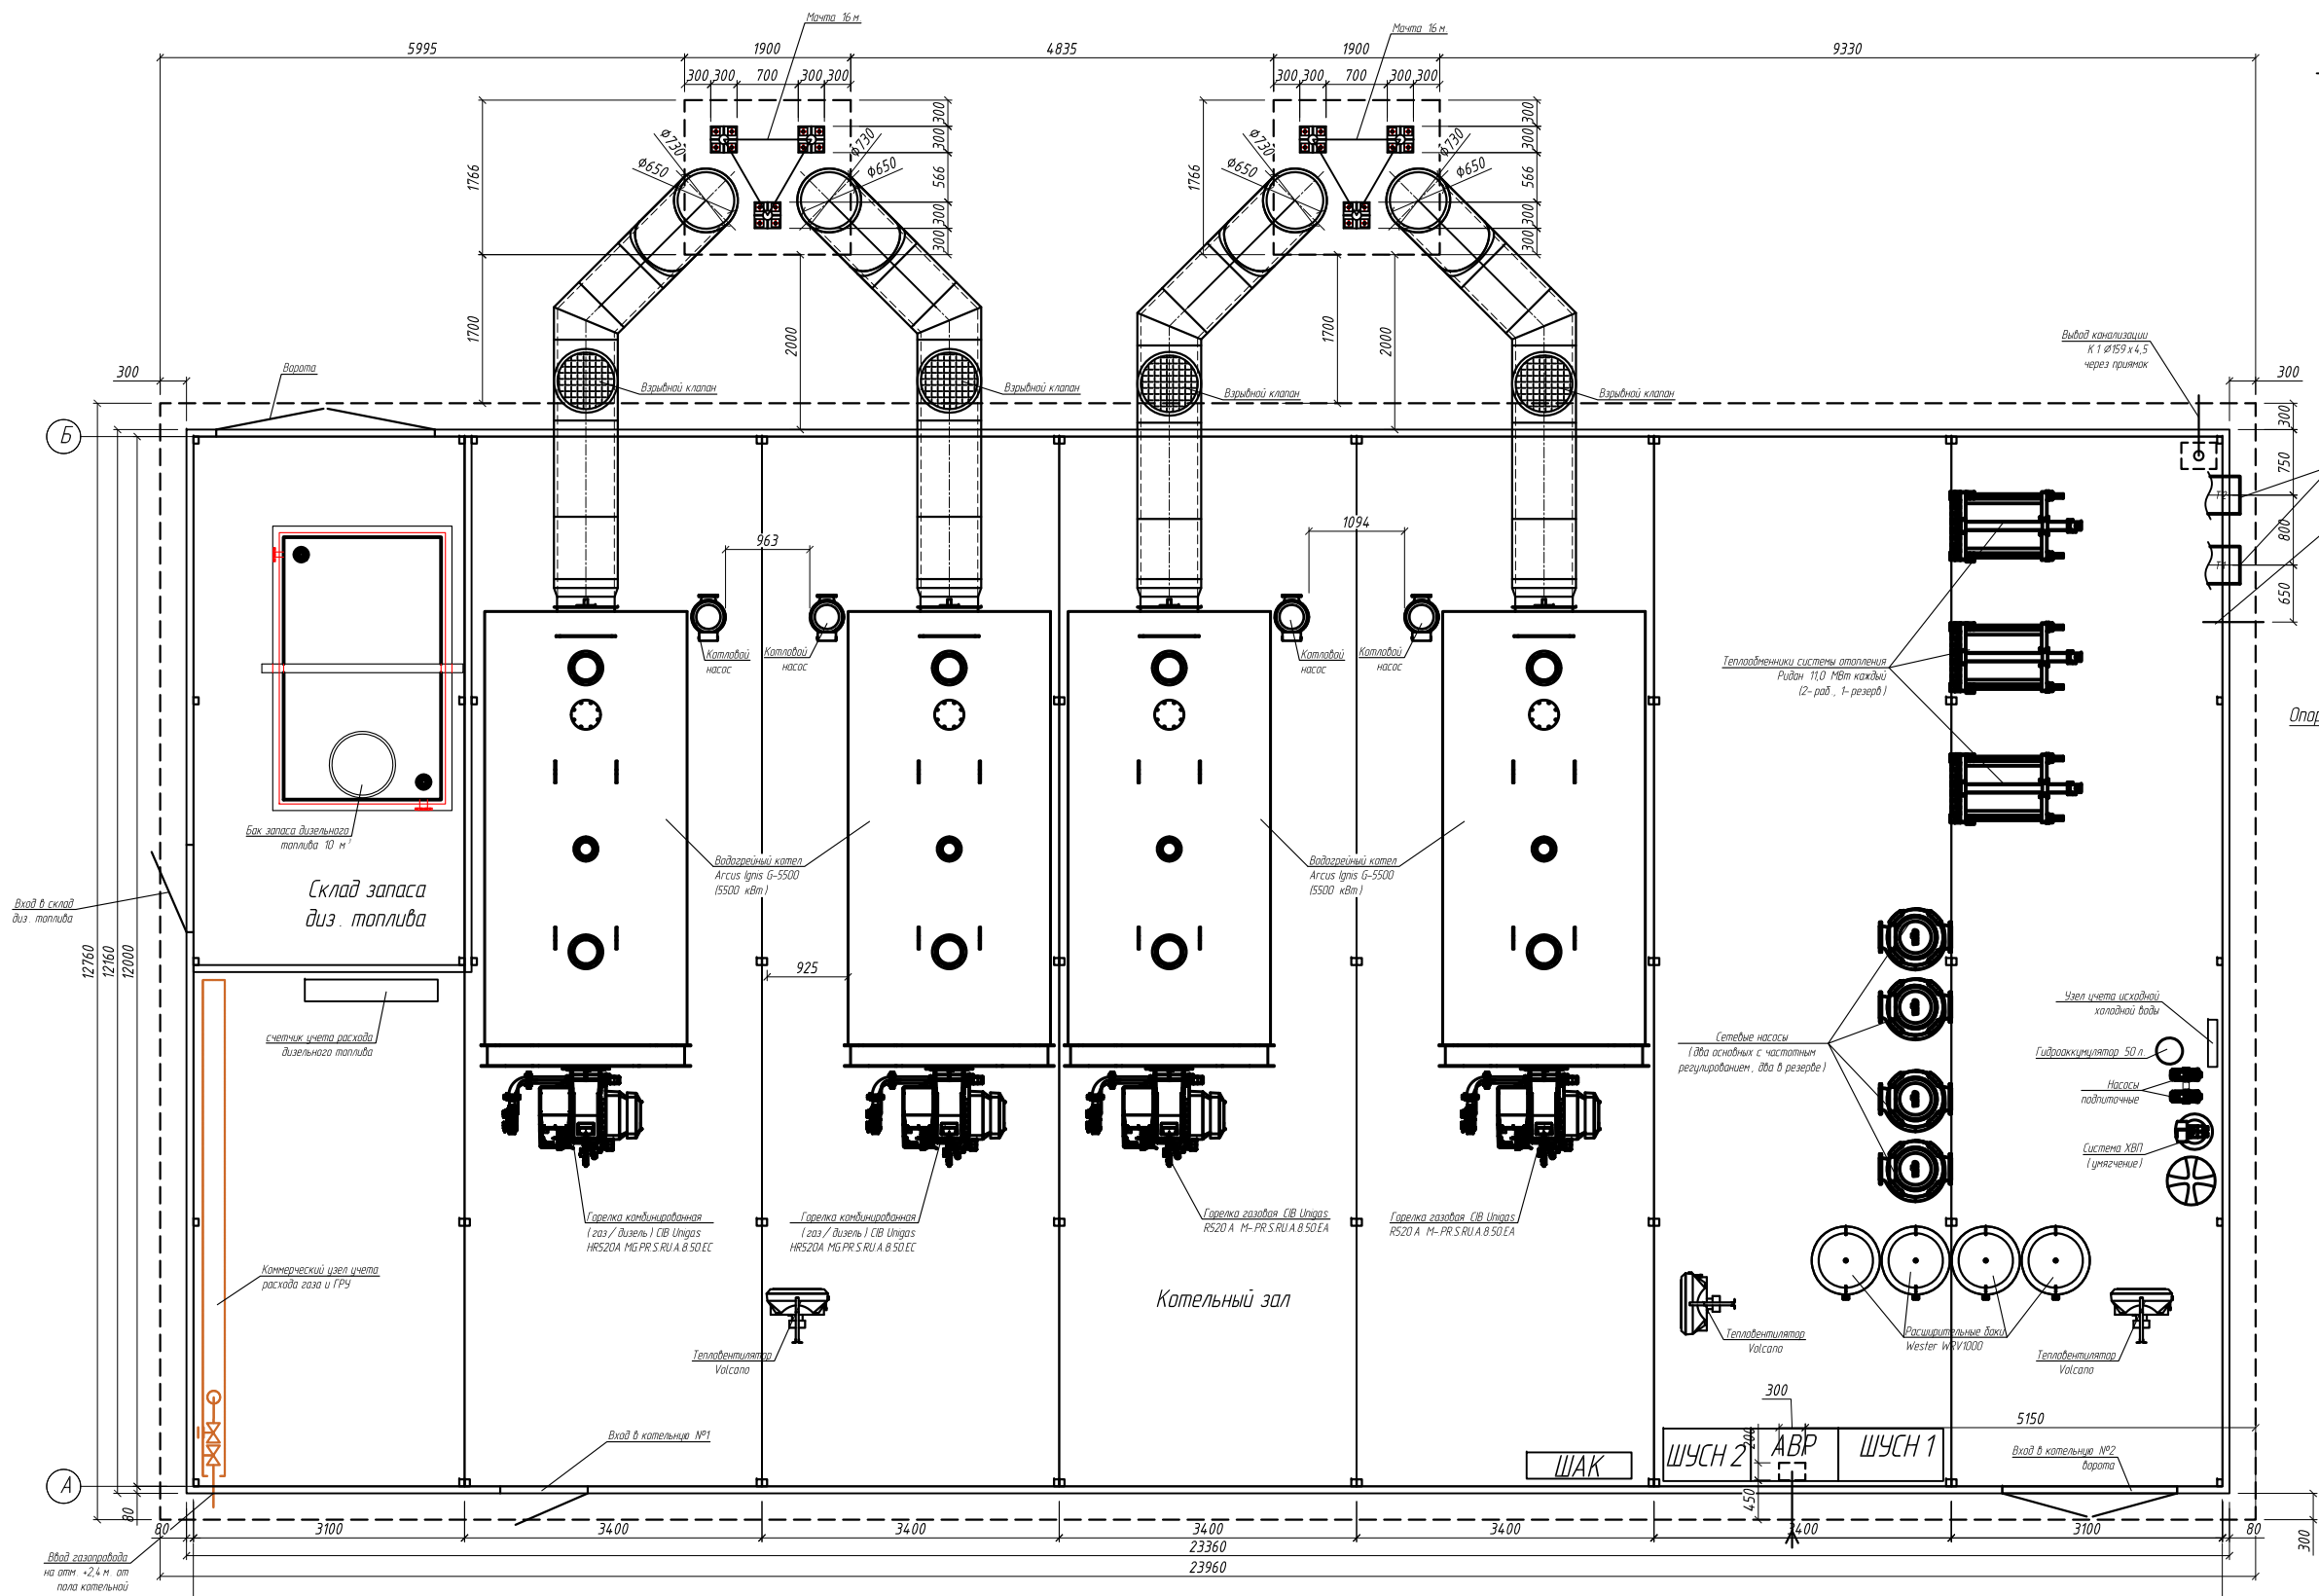 Мачта 16 м.
Мачта 16 м.
5995
1900
4835
1900
9330
300
300
700
300
300
300
300
700
300
300
300
300
566
300
300
300
300
566
300
300
ϕ730
ϕ650
ϕ730
ϕ650
ϕ730
ϕ650
ϕ730
ϕ650
1766
1700
2000
1766
1700
2000
Вывод канализации
К 1 Ø159 х 4,5
через приямок
300
Ворота
Взрывной клапан
Взрывной клапан
Взрывной клапан
Взрывной клапан
300
300
750
800
650
Б
Т2
Т1
963
1094
Котловой
насос
Котловой
насос
Котловой
насос
Котловой
насос
Теплообменники системы отопления
Ридан 11,0 МВт каждый
(2- раб., 1- резерв)
Опор
Бак запаса дизельного
топлива 10 м³
Водогрейный котел
Arcus Ignis G-5500
(5500 кВт)
Водогрейный котел
Arcus Ignis G-5500
(5500 кВт)
Склад запаса
диз. топлива
Вход в склад
диз. топлива
12760
12160
12000
925
счетчик учета расхода
дизельного топлива
Сетевые насосы
(два основных с частотным
регулированием, два в резерве)
Узел учета исходной
холодной воды
Гидроаккумулятор 50 л.
Насосы
подпиточные
Система ХВП
(умягчение)
Горелка комбинированная
(газ / дизель) CIB Unigas
HR520A MG.PR.S.RU.A.8.50.EC
Горелка комбинированная
(газ / дизель) CIB Unigas
HR520A MG.PR.S.RU.A.8.50.EC
Горелка газовая CIB Unigas
R520 A M-.PR.S.RU.A.8.50.EA
Горелка газовая CIB Unigas
R520 A M-.PR.S.RU.A.8.50.EA
Коммерческий узел учета
расхода газа и ГРУ
Котельный зал
Тепловентилятор
Volcano
Тепловентилятор
Volcano
Расширительные баки
Wester WRV1000
Тепловентилятор
Volcano
300
5150
Вход в котельную №1
ШАК
ШУСН 2
200
АВР
ШУСН 1
Вход в котельную №2
ворота
А
80
450
80
3100
3400
3400
3400
3400
3400
3100
80
300
23360
23960
Ввод газопровода
на отм. +2,4 м. от
пола котельной